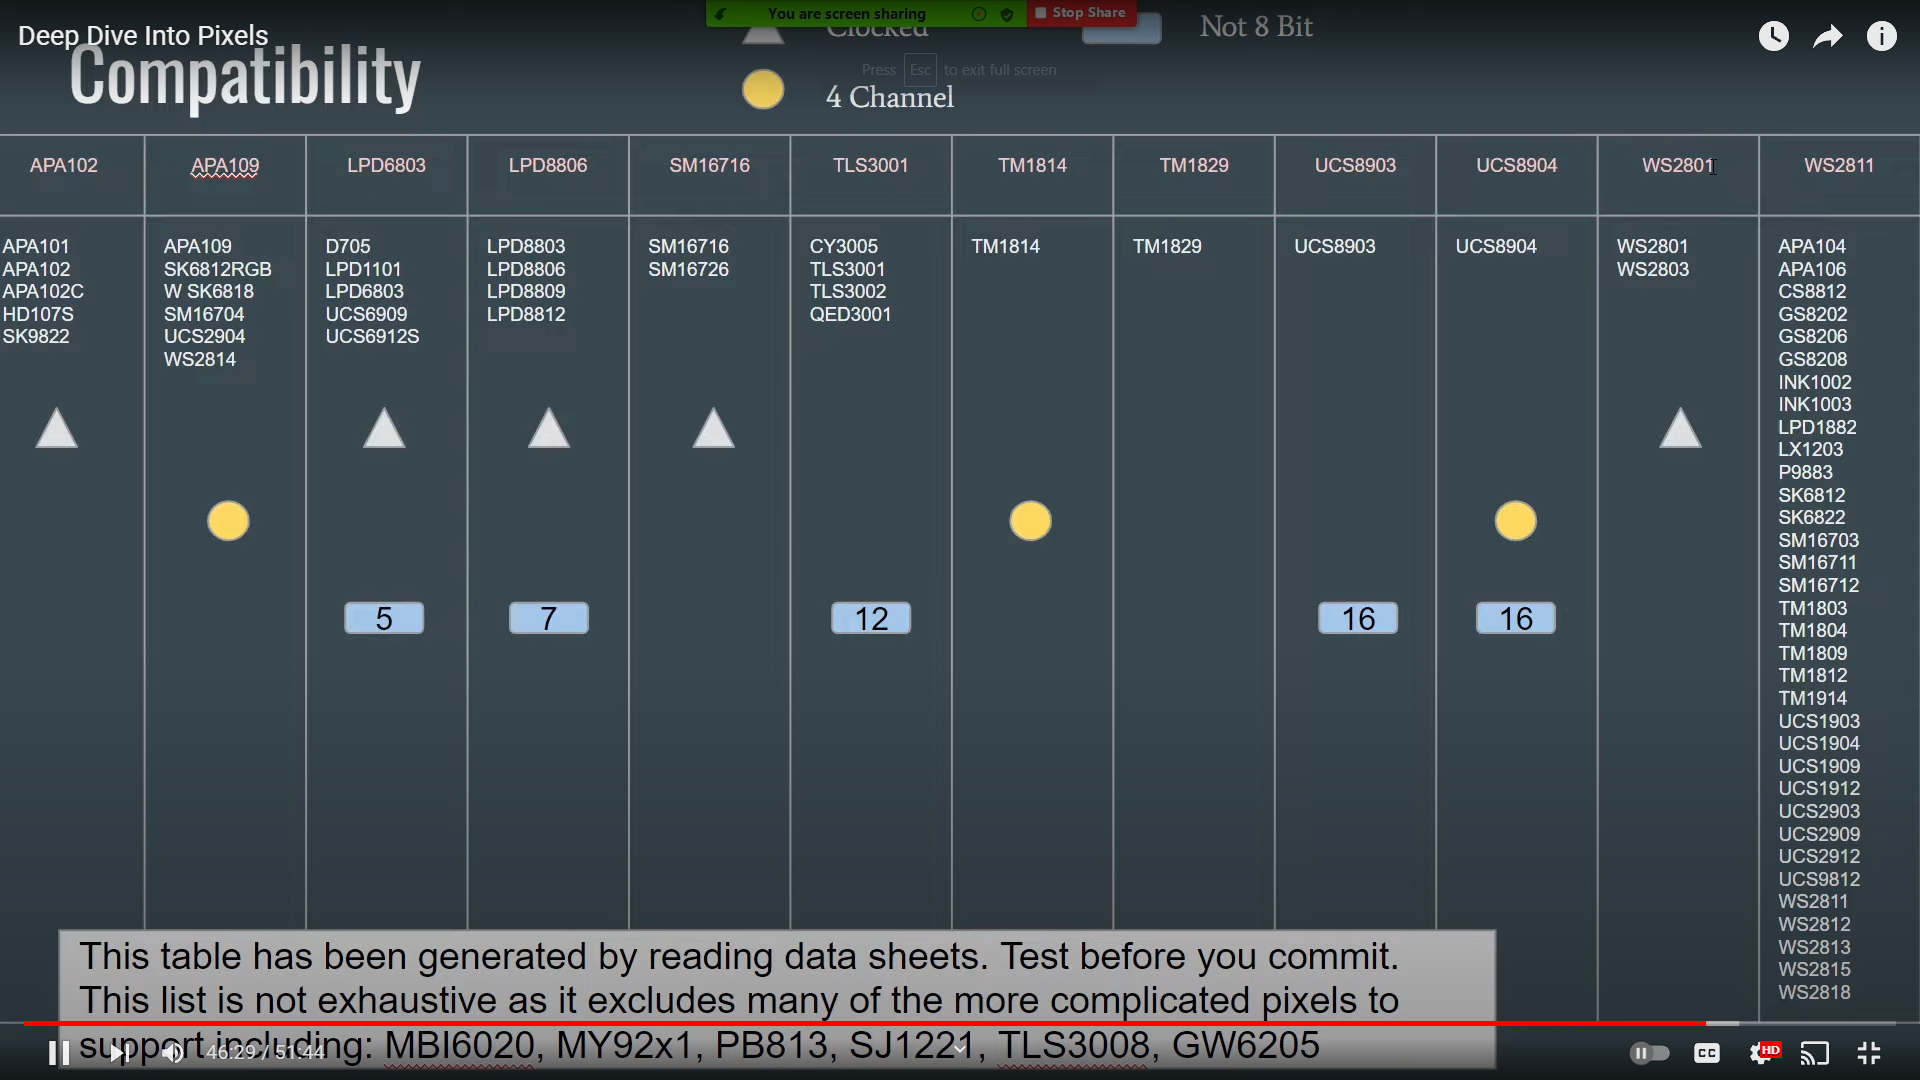 You are screen sharing
Stop Share
Deep Dive Into Pixels
Clocked
Not 8 Bit
Compatibility
Press Esc to exit full screen
4 Channel
APA102 APA109 LPD6803 LPD8806 SM16716 TLS3001 TM1814 TM1829 UCS8903 UCS8904 WS2801 WS2811
APA101
APA102
APA102C
HD107S
SK9822
APA109
SK6812RGB
W SK6818
SM16704
UCS2904
WS2814
D705
LPD1101
LPD6803
UCS6909
UCS6912S
LPD8803
LPD8806
LPD8809
LPD8812
SM16716
SM16726
CY3005
TLS3001
TLS3002
QED3001
TM1814
TM1829
UCS8903
UCS8904
WS2801
WS2803
APA104
APA106
CS8812
GS8202
GS8206
GS8208
INK1002
INK1003
LPD1882
LX1203
P9883
SK6812
SK6822
SM16703
SM16711
SM16712
TM1803
TM1804
TM1809
TM1812
TM1914
UCS1903
UCS1904
UCS1909
UCS1912
UCS2903
UCS2909
UCS2912
UCS9812
WS2811
WS2812
WS2813
WS2815
WS2818
5 7 12 16 16
This table has been generated by reading data sheets. Test before you commit.
This list is not exhaustive as it excludes many of the more complicated pixels to
support including: MBI6020, MY92x1, PB813, SJ1221, TLS3008, GW6205
46:29 / 51:44
CC
HD